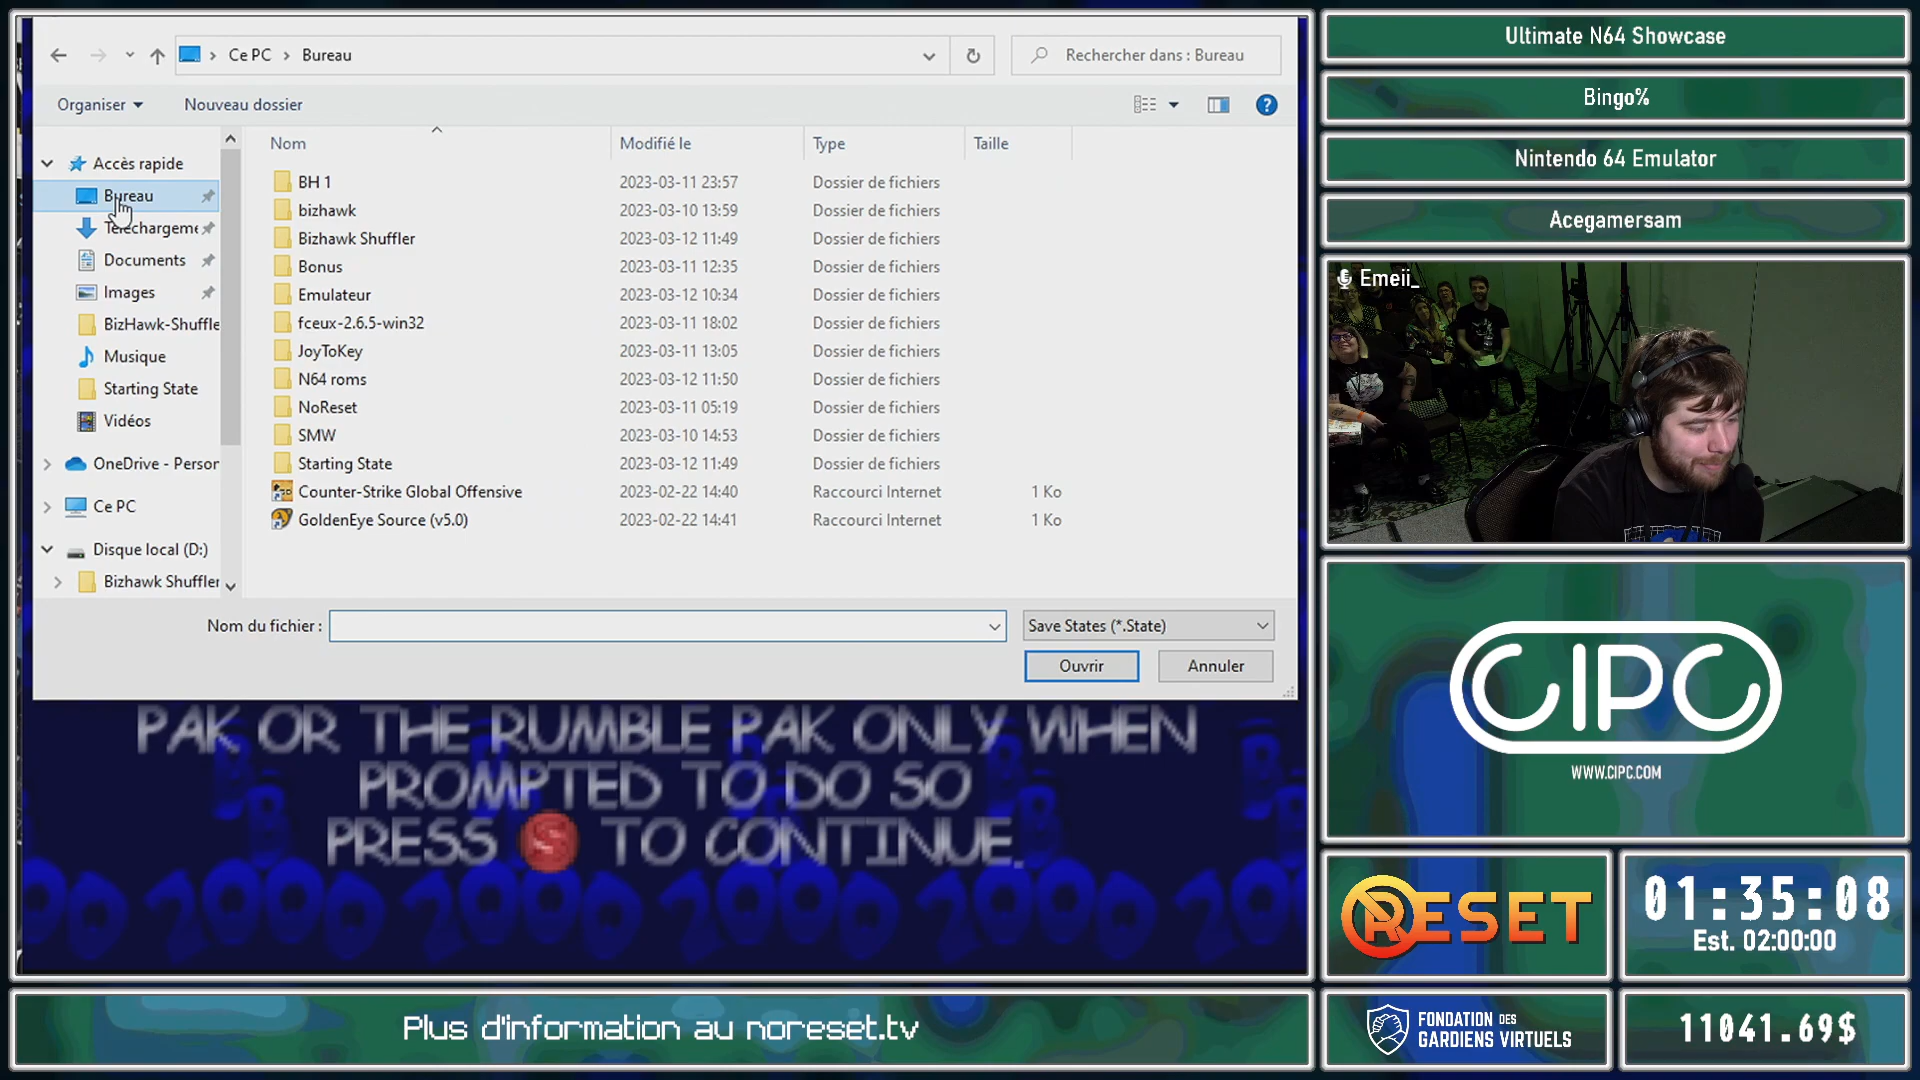 Ce PC
Bureau
Rechercher dans : Bureau
Organiser
Nouveau dossier
Nom
Modifié le
Type
Taille
Accès rapide
Bureau
Téléchargeme
Documents
Images
BizHawk-Shuffle
Musique
Starting State
Vidéos
OneDrive - Person
Ce PC
Disque local (D:)
Bizhawk Shuffler
BH 1 2023-03-11 23:57 Dossier de fichiers
bizhawk 2023-03-10 13:59 Dossier de fichiers
Bizhawk Shuffler 2023-03-12 11:49 Dossier de fichiers
Bonus 2023-03-11 12:35 Dossier de fichiers
Emulateur 2023-03-12 10:34 Dossier de fichiers
fceux-2.6.5-win32 2023-03-11 18:02 Dossier de fichiers
JoyToKey 2023-03-11 13:05 Dossier de fichiers
N64 roms 2023-03-12 11:50 Dossier de fichiers
NoReset 2023-03-11 05:19 Dossier de fichiers
SMW 2023-03-10 14:53 Dossier de fichiers
Starting State 2023-03-12 11:49 Dossier de fichiers
Counter-Strike Global Offensive 2023-02-22 14:40 Raccourci Internet 1 Ko
GoldenEye Source (v5.0) 2023-02-22 14:41 Raccourci Internet 1 Ko
Nom du fichier :
Save States (*.State)
Ouvrir
Annuler
PAK OR THE RUMBLE PAK ONLY WHEN
PROMPTED TO DO SO
PRESS S TO CONTINUE.
2000 2000 2000
Plus d'information au noreset.tv
Ultimate N64 Showcase
Bingo%
Nintendo 64 Emulator
Acegamersam
Emeii_
CIPC
WWW.CIPC.COM
RESET
01:35:08
Est. 02:00:00
FONDATION DES
GARDIENS VIRTUELS
11041.69$